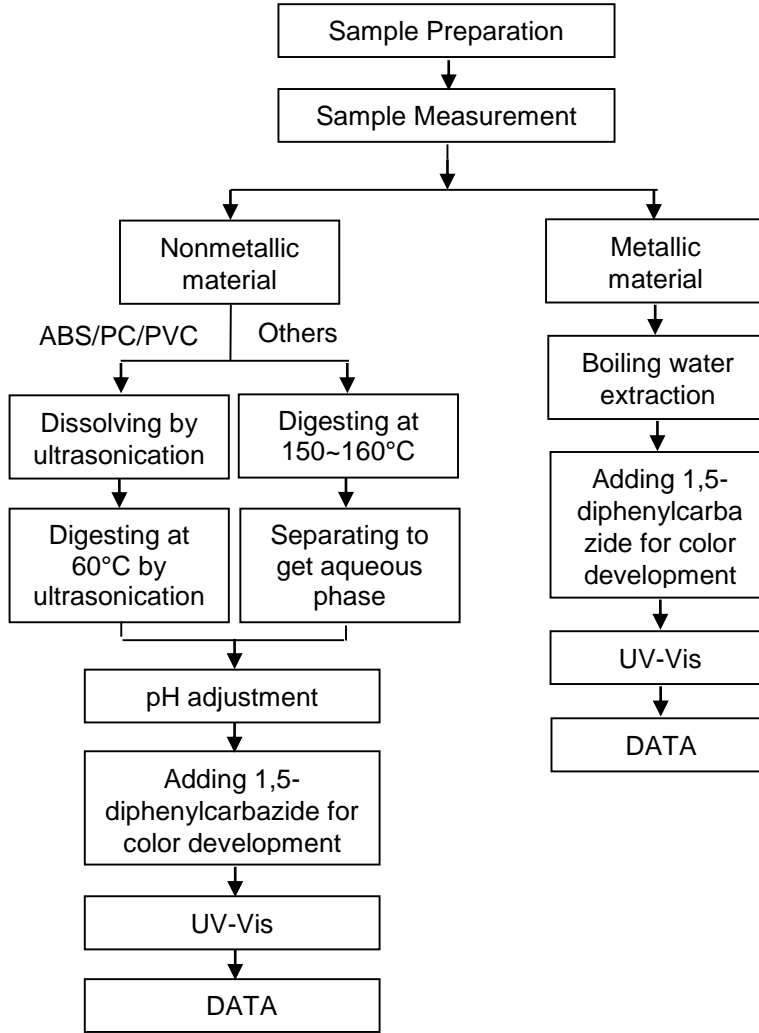 Sample Preparation
Sample Measurement
Nonmetallic
material
Metallic
material
ABS/PC/PVC
Others
Boiling water
extraction
Dissolving by
ultrasonication
Digesting at
150~160°C
Adding 1,5-
diphenylcarba
zide for color
development
Digesting at
60°C by
ultrasonication
Separating to
get aqueous
phase
UV-Vis
pH adjustment
DATA
Adding 1,5-
diphenylcarbazide for
color development
UV-Vis
DATA